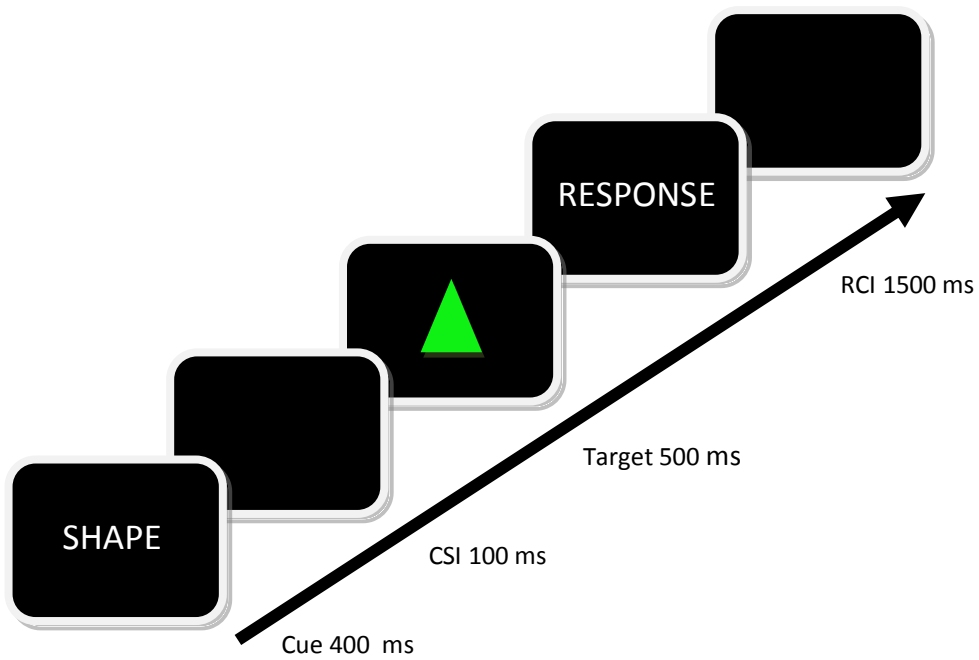 RESPONSE
RCI 1500 ms
Target 500 ms
SHAPE
CSI 100 ms
Cue 400 ms